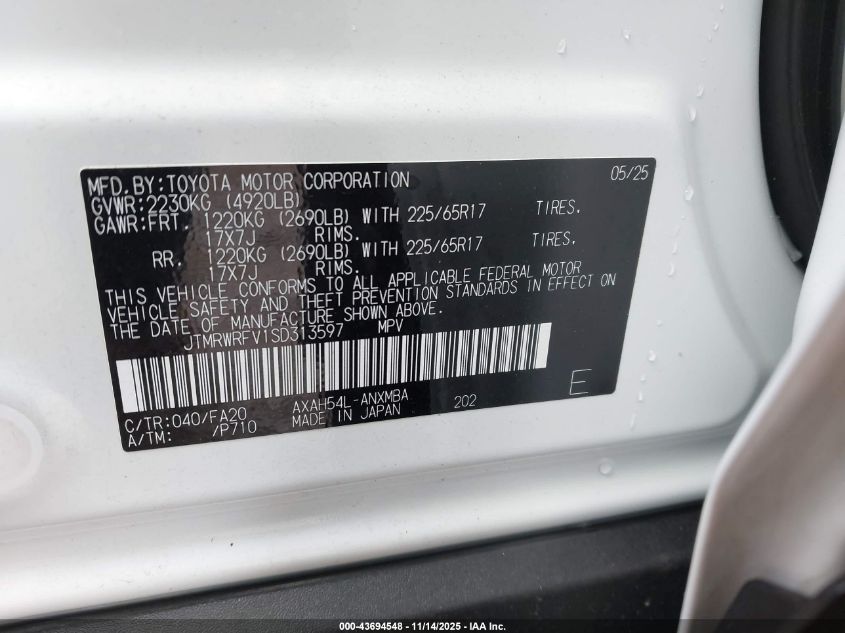 MFD.BY:TOYOTA MOTOR CORPORATION 05/25
GVWR:2230KG (4920LB)
GAWR:FRT. 1220KG (2690LB) WITH 225/65R17 TIRES.
17X7J RIMS.
RR. 1220KG (2690LB) WITH 225/65R17 TIRES.
17X7J RIMS.
THIS VEHICLE CONFORMS TO ALL APPLICABLE FEDERAL MOTOR
VEHICLE SAFETY AND THEFT PREVENTION STANDARDS IN EFFECT ON
THE DATE OF MANUFACTURE SHOWN ABOVE.
JTMRWRFV1SD313597 MPV
C/TR:040/FA20 AXAH54L-ANXMBA 202 E
A/TM: /P710 MADE IN JAPAN
000-43694548 - 11/14/2025 - IAA Inc.